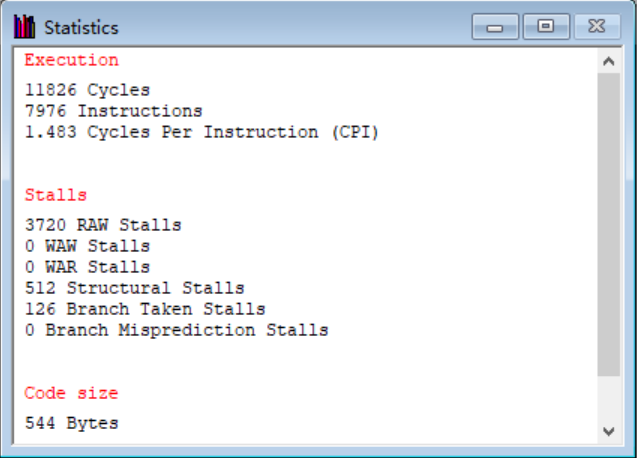 Statistics
Execution
11826 Cycles
7976 Instructions
1.483 Cycles Per Instruction (CPI)
Stalls
3720 RAW Stalls
0 WAW Stalls
0 WAR Stalls
512 Structural Stalls
126 Branch Taken Stalls
0 Branch Misprediction Stalls
Code size
544 Bytes